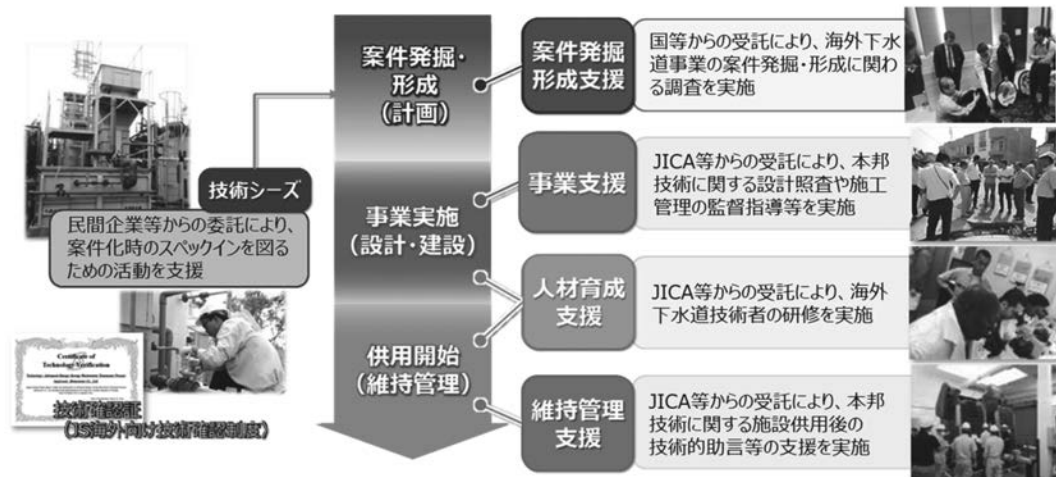 技術シーズ
民間企業等からの委託により、
案件化時のスペックインを図る
ための活動を支援
Certificate of
Technology Verification
技術確認証
(JS海外向け技術確認制度)
案件発掘・
形成
(計画)
事業実施
(設計・建設)
供用開始
(維持管理)
案件発掘
形成支援
国等からの受託により、海外下水
道事業の案件発掘・形成に関わ
る調査を実施
事業支援
JICA等からの受託により、本邦
技術に関する設計照査や施工
管理の監督指導等を実施
人材育成
支援
JICA等からの受託により、海外
下水道技術者の研修を実施
維持管理
支援
JICA等からの受託により、本邦
技術に関する施設供用後の
技術的助言等の支援を実施